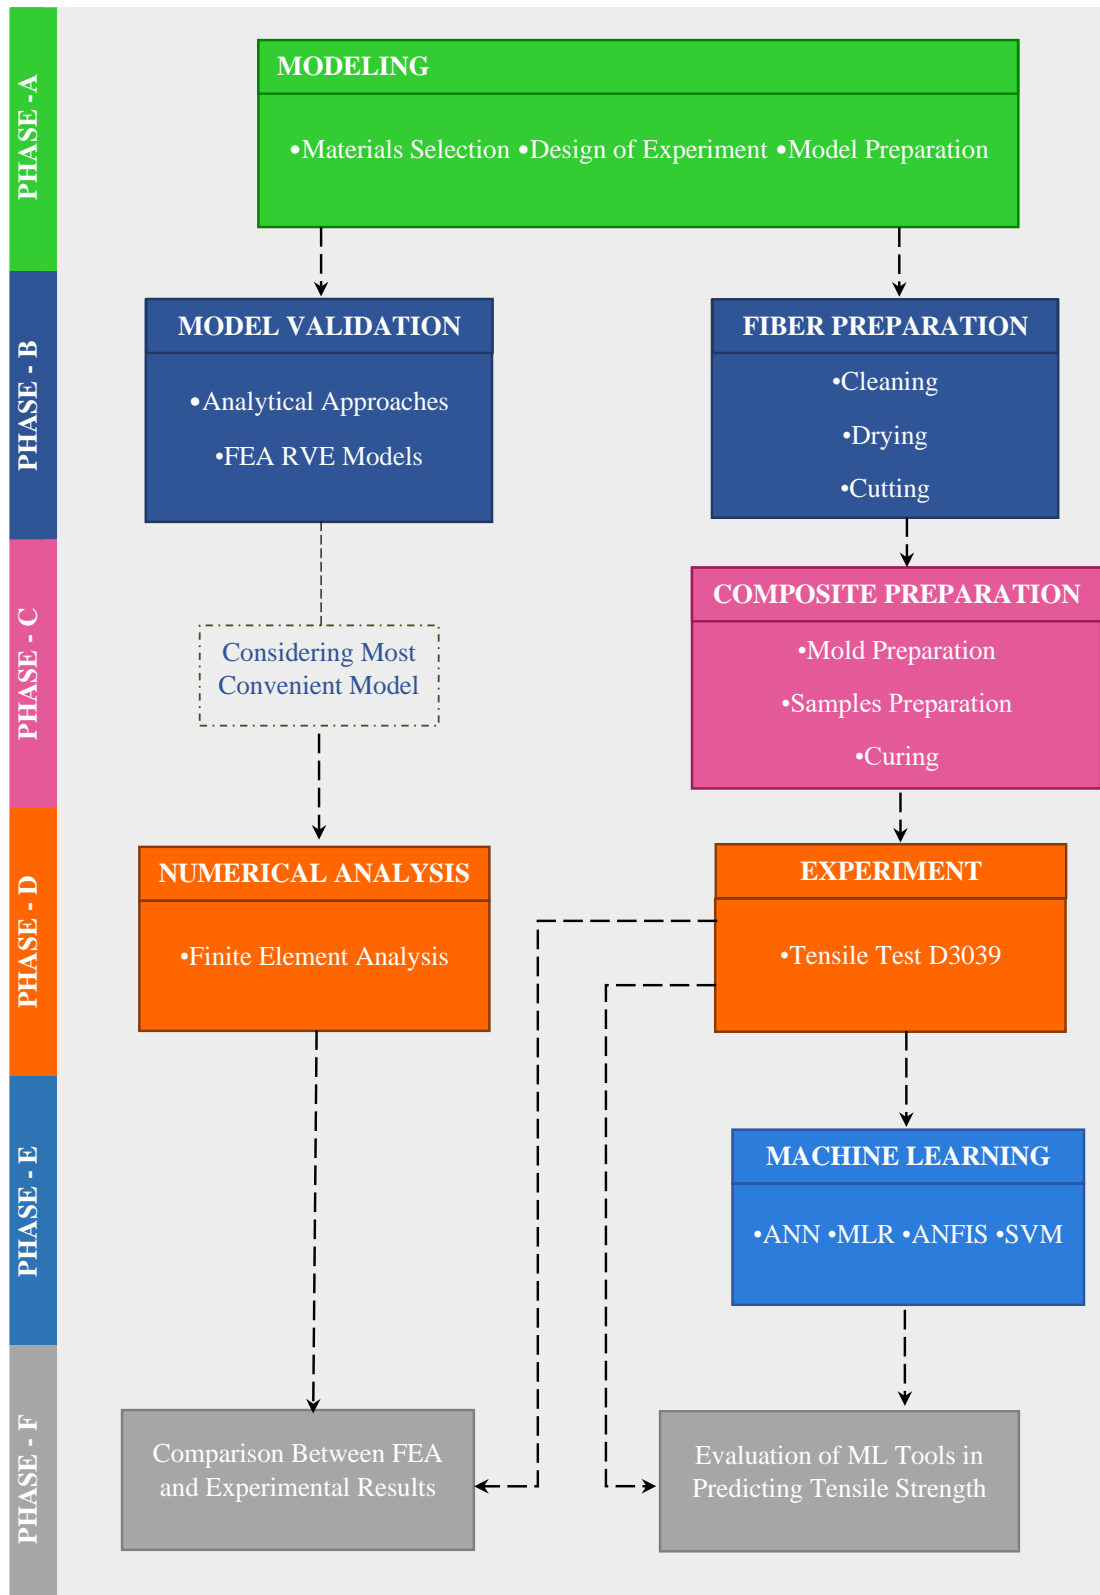 PHASE -A
MODELING
•Materials Selection •Design of Experiment •Model Preparation
PHASE - B
MODEL VALIDATION
•Analytical Approaches
•FEA RVE Models
FIBER PREPARATION
•Cleaning
•Drying
•Cutting
PHASE - C
Considering Most
Convenient Model
COMPOSITE PREPARATION
•Mold Preparation
•Samples Preparation
•Curing
PHASE - D
NUMERICAL ANALYSIS
•Finite Element Analysis
EXPERIMENT
•Tensile Test D3039
PHASE - E
MACHINE LEARNING
•ANN •MLR •ANFIS •SVM
PHASE - F
Comparison Between FEA
and Experimental Results
Evaluation of ML Tools in
Predicting Tensile Strength